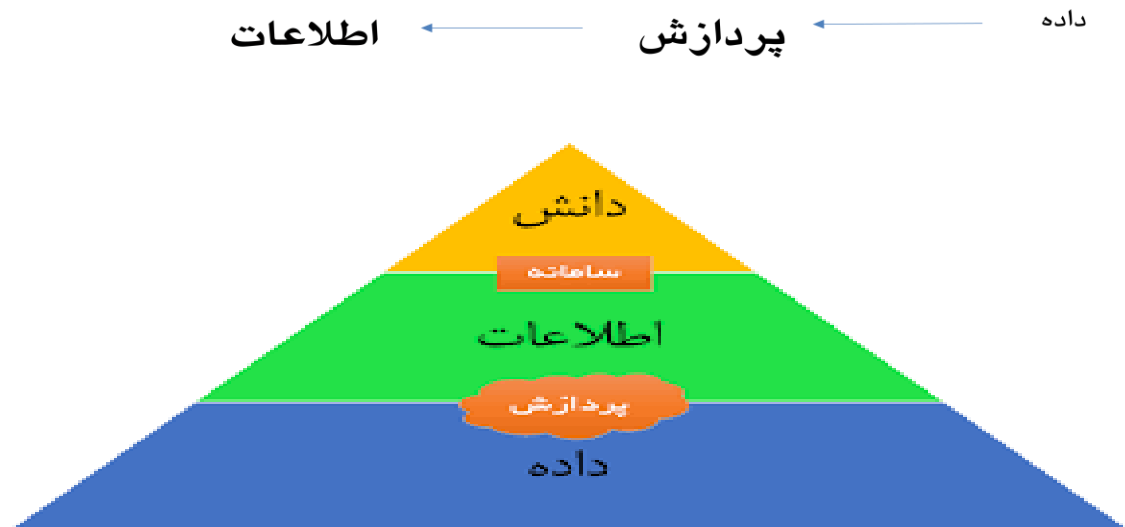 داده پردازش اطلاعات
دانش
سامانه
اطلاعات
پردازش
داده